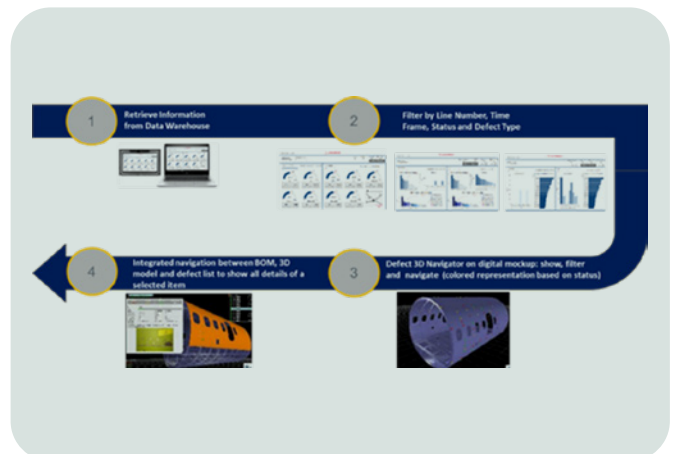 1
Retrieve Information
from Data Warehouse
2
Filter by Line Number, Time
Frame, Status and Defect Type
4
Integrated navigation between BOM, 3D
model and defect list to show all details of a
selected item
3
Defect 3D Navigator on digital mockup: show, filter
and navigate (colored representation based on status)